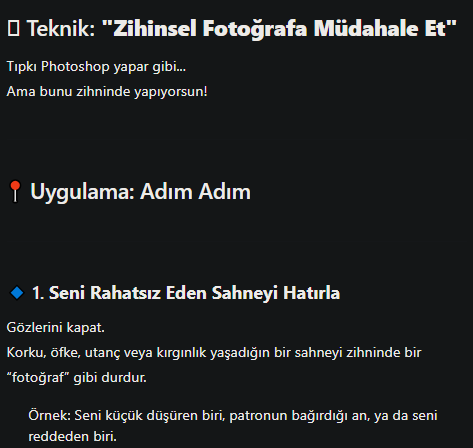 Teknik: "Zihinsel Fotoğrafa Müdahale Et"
Tıpkı Photoshop yapar gibi...
Ama bunu zihninde yapıyorsun!
Uygulama: Adım Adım
1. Seni Rahatsız Eden Sahneyi Hatırla
Gözlerini kapat.
Korku, öfke, utanç veya kırgınlık yaşadığın bir sahneyi zihninde bir
“fotoğraf” gibi durdur.
Örnek: Seni küçük düşüren biri, patronun bağırdığı an, ya da seni
reddeden biri.